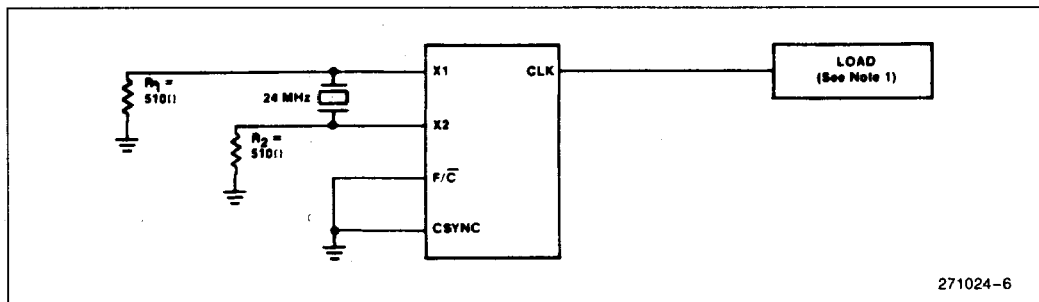 X1
CLK
LOAD
(See Note 1)
R1 =
510Ω
24 MHz
X2
R2 =
510Ω
F/C̅
CSYNC
271024-6